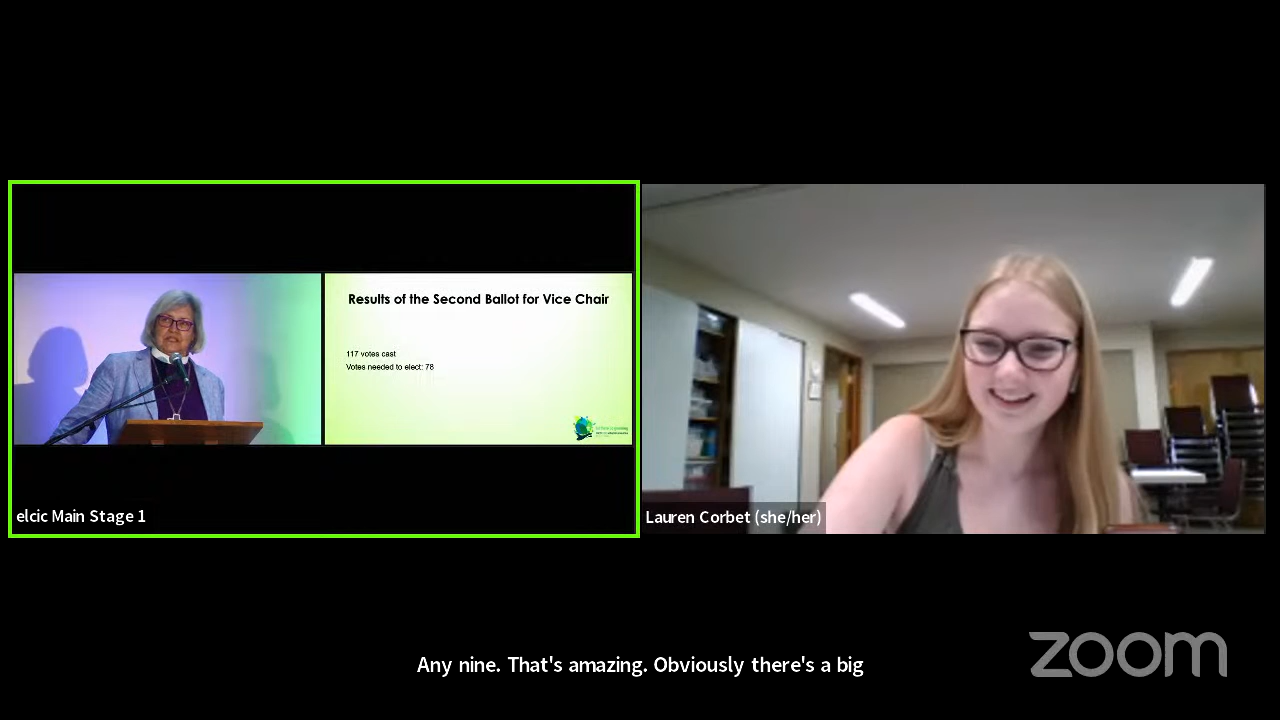 Results of the Second Ballot for Vice Chair
117 votes cast
Votes needed to elect: 78
elcic Main Stage 1
Lauren Corbet (she/her)
Any nine. That's amazing. Obviously there's a big
zoom